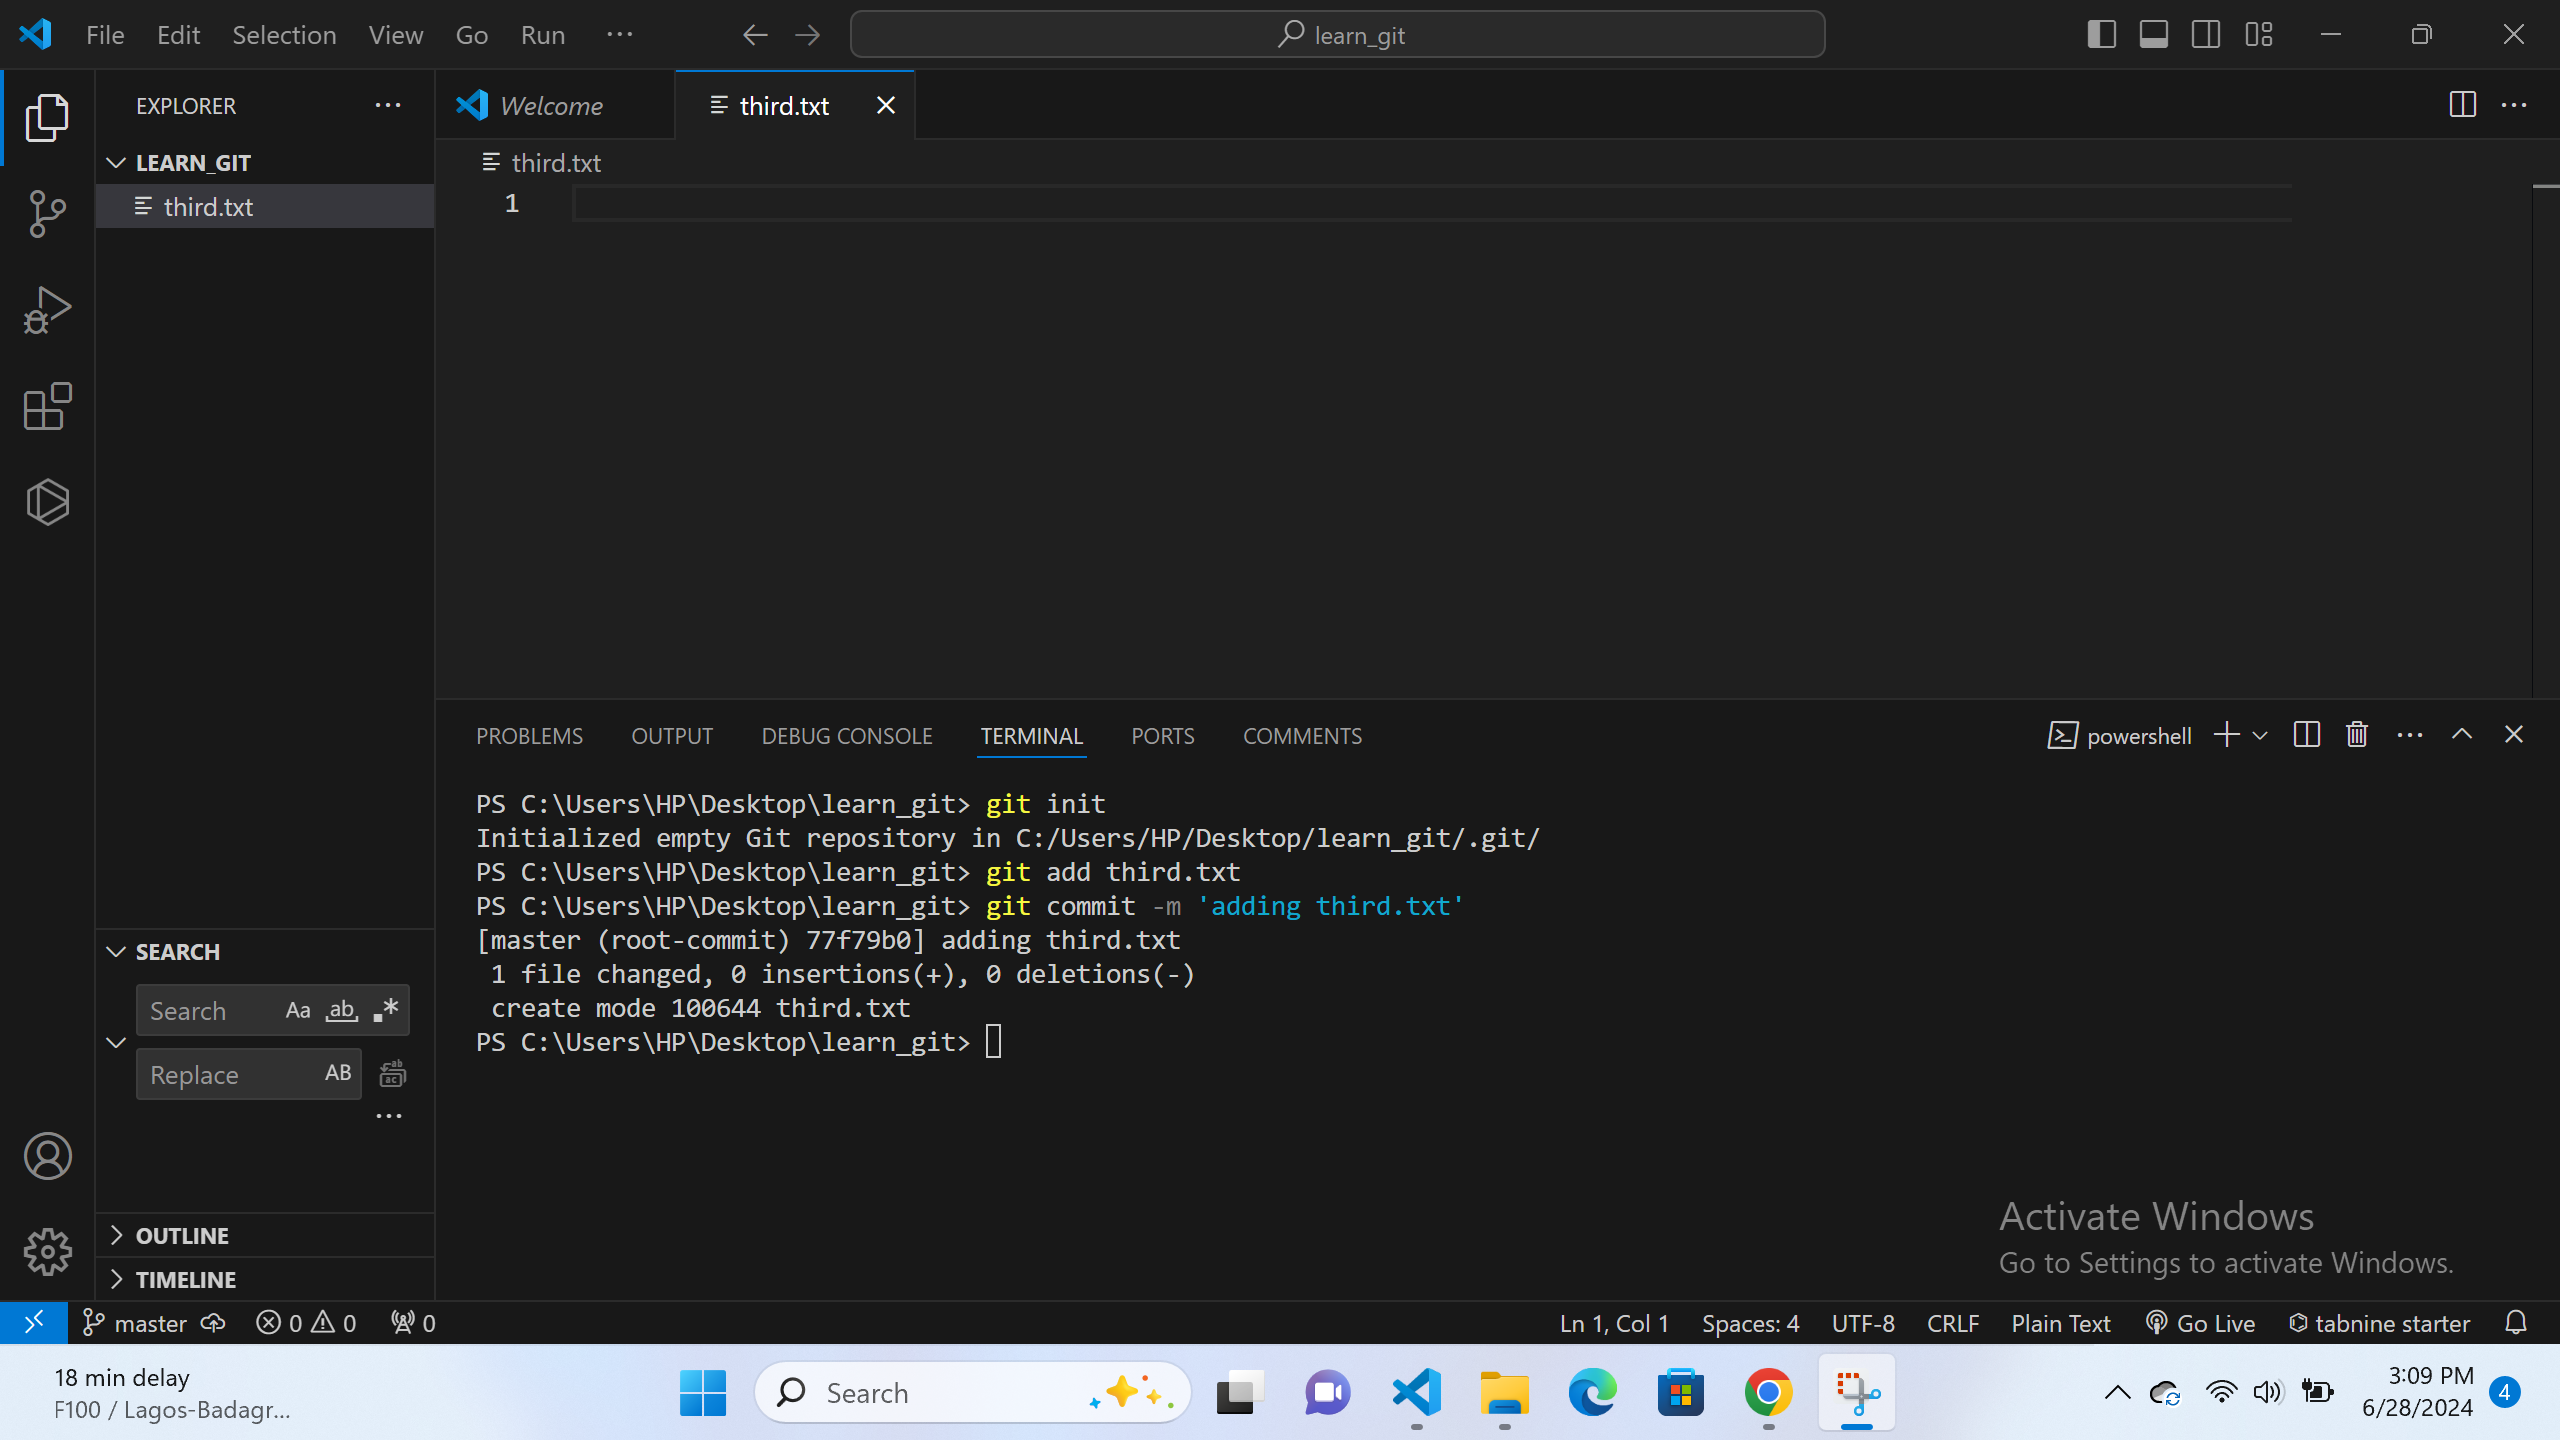 File Edit Selection View Go Run ···
learn_git
EXPLORER ···
LEARN_GIT
third.txt
Welcome
third.txt
third.txt
1
PROBLEMS OUTPUT DEBUG CONSOLE TERMINAL PORTS COMMENTS
powershell
PS C:\Users\HP\Desktop\learn_git> git init
Initialized empty Git repository in C:/Users/HP/Desktop/learn_git/.git/
PS C:\Users\HP\Desktop\learn_git> git add third.txt
PS C:\Users\HP\Desktop\learn_git> git commit -m 'adding third.txt'
[master (root-commit) 77f79b0] adding third.txt
 1 file changed, 0 insertions(+), 0 deletions(-)
 create mode 100644 third.txt
PS C:\Users\HP\Desktop\learn_git>
SEARCH
Search Aa ab .*
Replace AB
OUTLINE
TIMELINE
Activate Windows
Go to Settings to activate Windows.
master 0 0 0
Ln 1, Col 1 Spaces: 4 UTF-8 CRLF Plain Text Go Live tabnine starter
18 min delay
F100 / Lagos-Badagr...
Search
3:09 PM
6/28/2024
4